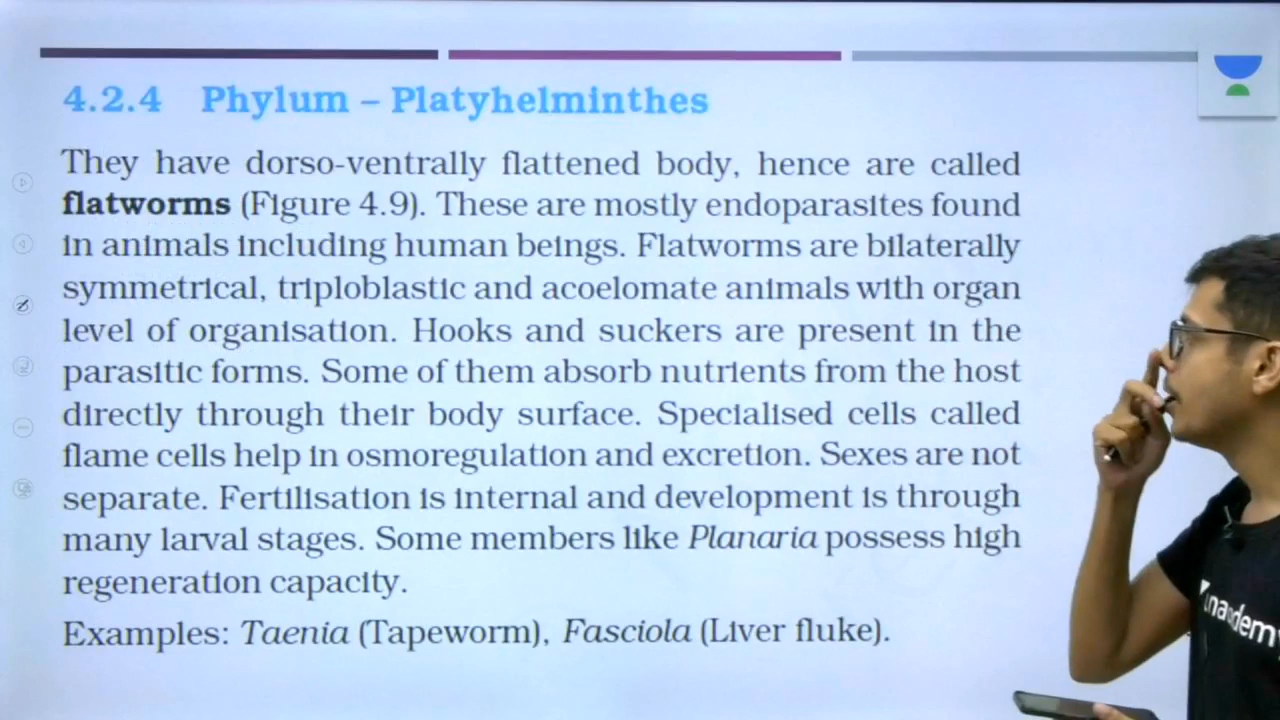 4.2.4 Phylum – Platyhelminthes
They have dorso-ventrally flattened body, hence are called
flatworms (Figure 4.9). These are mostly endoparasites found
in animals including human beings. Flatworms are bilaterally
symmetrical, triploblastic and acoelomate animals with organ
level of organisation. Hooks and suckers are present in the
parasitic forms. Some of them absorb nutrients from the host
directly through their body surface. Specialised cells called
flame cells help in osmoregulation and excretion. Sexes are not
separate. Fertilisation is internal and development is through
many larval stages. Some members like Planaria possess high
regeneration capacity.
Examples: Taenia (Tapeworm), Fasciola (Liver fluke).
unacademy